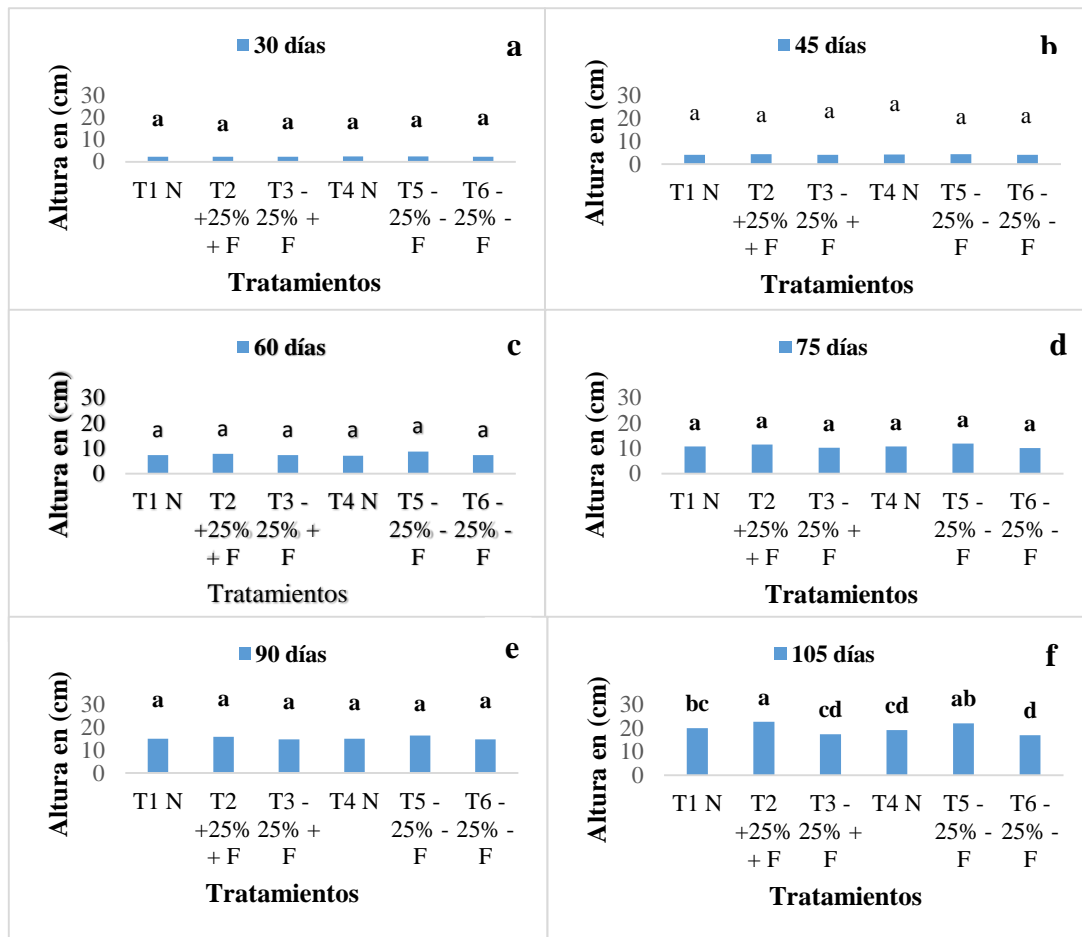 30 días
a
Altura en (cm)
30
20
10
0
a a a a a a
T1 N T2 T3 - T4 N T5 - T6 -
+25% 25% + 25% - 25% -
+ F F F F
Tratamientos
45 días
b
Altura en (cm)
30
20
10
0
a a a a a a
T1 N T2 T3 - T4 N T5 - T6 -
+25% 25% + 25% - 25% -
+ F F F F
Tratamientos
60 días
c
Altura en (cm)
30
20
10
0
a a a a a a
T1 N T2 T3 - T4 N T5 - T6 -
+25% 25% + 25% - 25% -
+ F F F F
Tratamientos
75 días
d
Altura en (cm)
30
20
10
0
a a a a a a
T1 N T2 T3 - T4 N T5 - T6 -
+25% 25% + 25% - 25% -
+ F F F F
Tratamientos
90 días
e
Altura en (cm)
30
20
10
0
a a a a a a
T1 N T2 T3 - T4 N T5 - T6 -
+25% 25% + 25% - 25% -
+ F F F F
Tratamientos
105 días
f
Altura en (cm)
30
20
10
0
bc a cd cd ab d
T1 N T2 T3 - T4 N T5 - T6 -
+25% 25% + 25% - 25% -
+ F F F F
Tratamientos